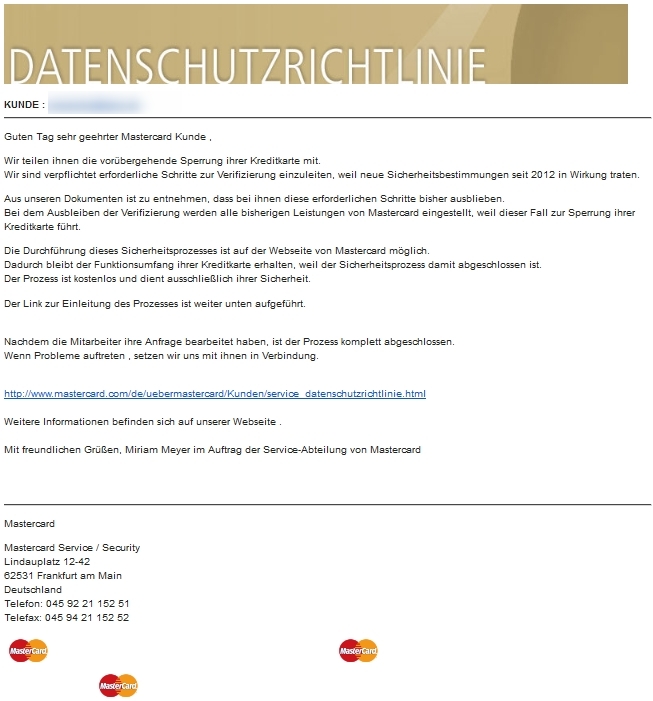 DATENSCHUTZRICHTLINIE
KUNDE :
Guten Tag sehr geehrter Mastercard Kunde ,
Wir teilen ihnen die vorübergehende Sperrung ihrer Kreditkarte mit.
Wir sind verpflichtet erforderliche Schritte zur Verifizierung einzuleiten, weil neue Sicherheitsbestimmungen seit 2012 in Wirkung traten.
Aus unseren Dokumenten ist zu entnehmen, dass bei ihnen diese erforderlichen Schritte bisher ausblieben.
Bei dem Ausbleiben der Verifizierung werden alle bisherigen Leistungen von Mastercard eingestellt, weil dieser Fall zur Sperrung ihrer
Kreditkarte führt.
Die Durchführung dieses Sicherheitsprozesses ist auf der Webseite von Mastercard möglich.
Dadurch bleibt der Funktionsumfang ihrer Kreditkarte erhalten, weil der Sicherheitsprozess damit abgeschlossen ist.
Der Prozess ist kostenlos und dient ausschließlich ihrer Sicherheit.
Der Link zur Einleitung des Prozesses ist weiter unten aufgeführt.
Nachdem die Mitarbeiter ihre Anfrage bearbeitet haben, ist der Prozess komplett abgeschlossen.
Wenn Probleme auftreten , setzen wir uns mit ihnen in Verbindung.
http://www.mastercard.com/de/uebermastercard/Kunden/service_datenschutzrichtlinie.html
Weitere Informationen befinden sich auf unserer Webseite .
Mit freundlichen Grüßen, Miriam Meyer im Auftrag der Service-Abteilung von Mastercard
Mastercard
Mastercard Service / Security
Lindauplatz 12-42
62531 Frankfurt am Main
Deutschland
Telefon: 045 92 21 152 51
Telefax: 045 94 21 152 52
MasterCard
MasterCard
MasterCard